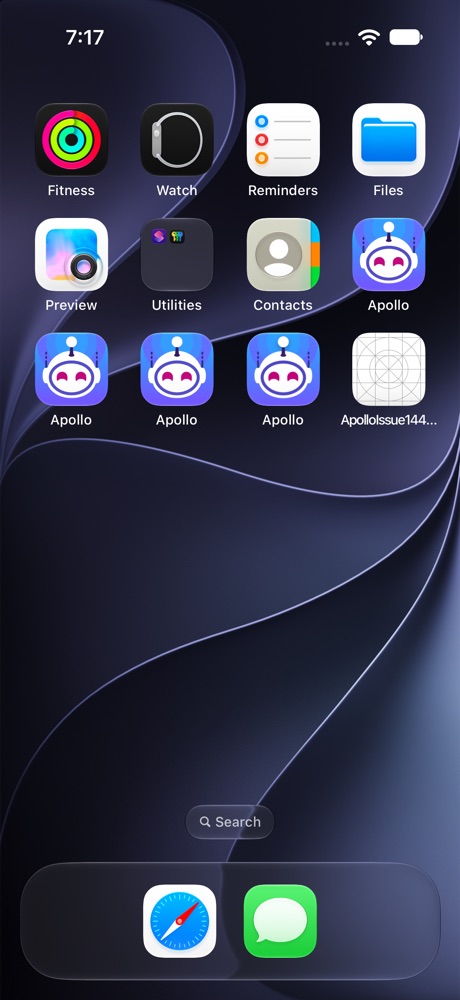 7:17
Fitness
Watch
Reminders
Files
Preview
Utilities
Contacts
Apollo
Apollo
Apollo
Apollo
ApolloIssue144...
Search